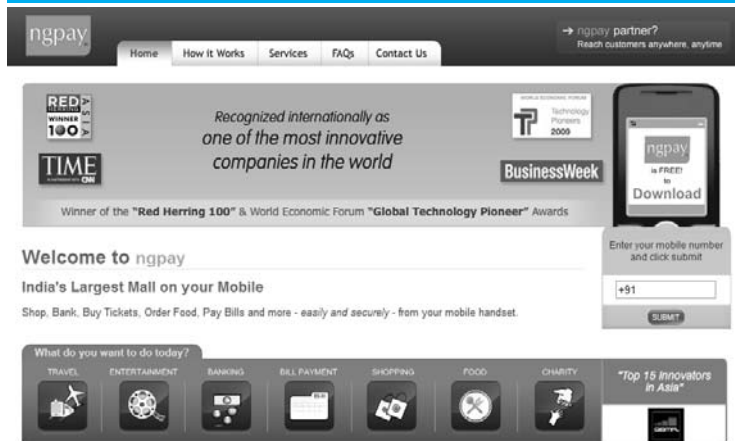 ngpay
Home How it Works Services FAQs Contact Us
→ ngpay partner?
Reach customers anywhere, anytime
RED
HERRING
WINNER
100
ASIA
TIME
CNN
Recognized internationally as
one of the most innovative
companies in the world
WORLD ECONOMIC FORUM
Technology
Pioneers
2009
BusinessWeek
Winner of the "Red Herring 100" & World Economic Forum "Global Technology Pioneer" Awards
ngpay
is FREE!
to
Download
Enter your mobile number
and click submit
+91
SUBMIT
Welcome to ngpay
India's Largest Mall on your Mobile
Shop, Bank, Buy Tickets, Order Food, Pay Bills and more - easily and securely - from your mobile handset.
What do you want to do today?
TRAVEL ENTERTAINMENT BANKING BILL PAYMENT SHOPPING FOOD CHARITY
"Top 15 Innovators
in Asia"